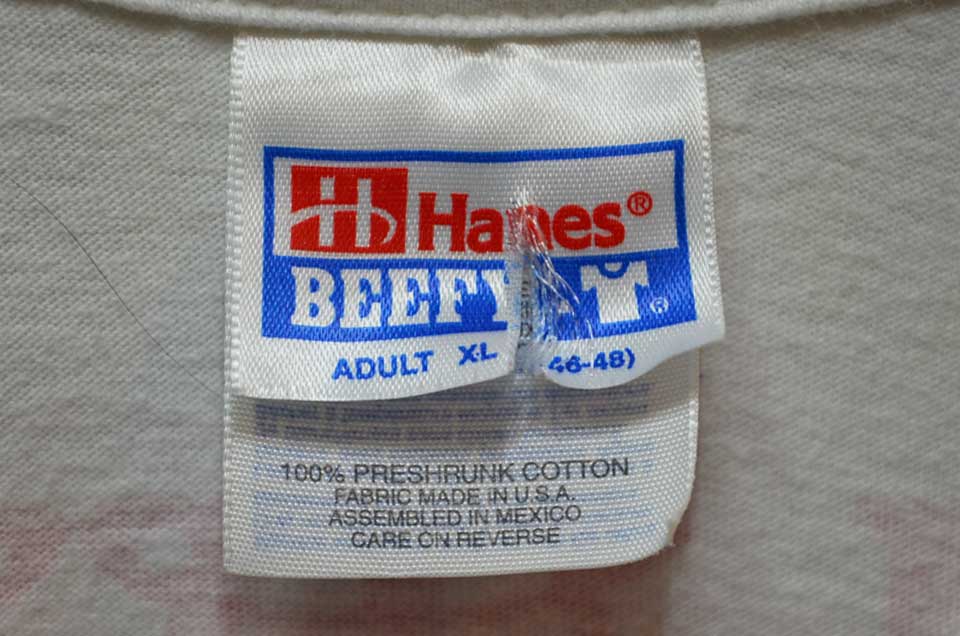 Hanes®
BEEFY T®
ADULT XL 46-48)
100% PRESHRUNK COTTON
FABRIC MADE IN U.S.A.
ASSEMBLED IN MEXICO
CARE ON REVERSE